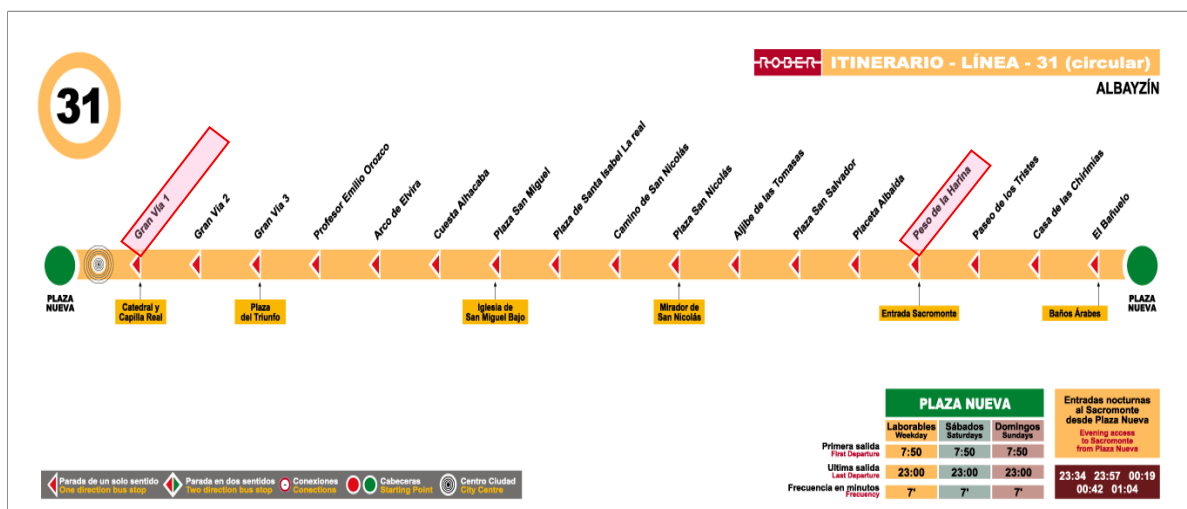 31
ROBER
ITINERARIO - LÍNEA - 31 (circular)
ALBAYZÍN
Gran Vía 1
Gran Vía 2
Gran Vía 3
Profesor Emilio Orozco
Arco de Elvira
Cuesta Alhacaba
Plaza San Miguel
Plaza de Santa Isabel La real
Camino de San Nicolás
Plaza San Nicolás
Aljibe de las Tomasas
Plaza San Salvador
Placeta Albaida
Peso de la Harina
Paseo de los Tristes
Casa de las Chirimías
El Bañuelo
PLAZA
NUEVA
Catedral y
Capilla Real
Plaza
del Triunfo
Iglesia de
San Miguel Bajo
Mirador de
San Nicolás
Entrada Sacromonte
Baños Árabes
PLAZA
NUEVA
PLAZA NUEVA
Laborables Sábados Domingos
Weekday Saturdays Sundays
Primera salida 7:50 7:50 7:50
First Departure
Ultima salida 23:00 23:00 23:00
Last Departure
Frecuencia en minutos 7' 7' 7'
Frecuency
Entradas nocturnas
al Sacromonte
desde Plaza Nueva
Evening access
to Sacromonte
from Plaza Nueva
23:34 23:57 00:19
00:42 01:04
Parada de un solo sentido
One direction bus stop
Parada en dos sentidos
Two direction bus stop
Conexiones
Connections
Cabeceras
Starting Point
Centro Ciudad
City Centre